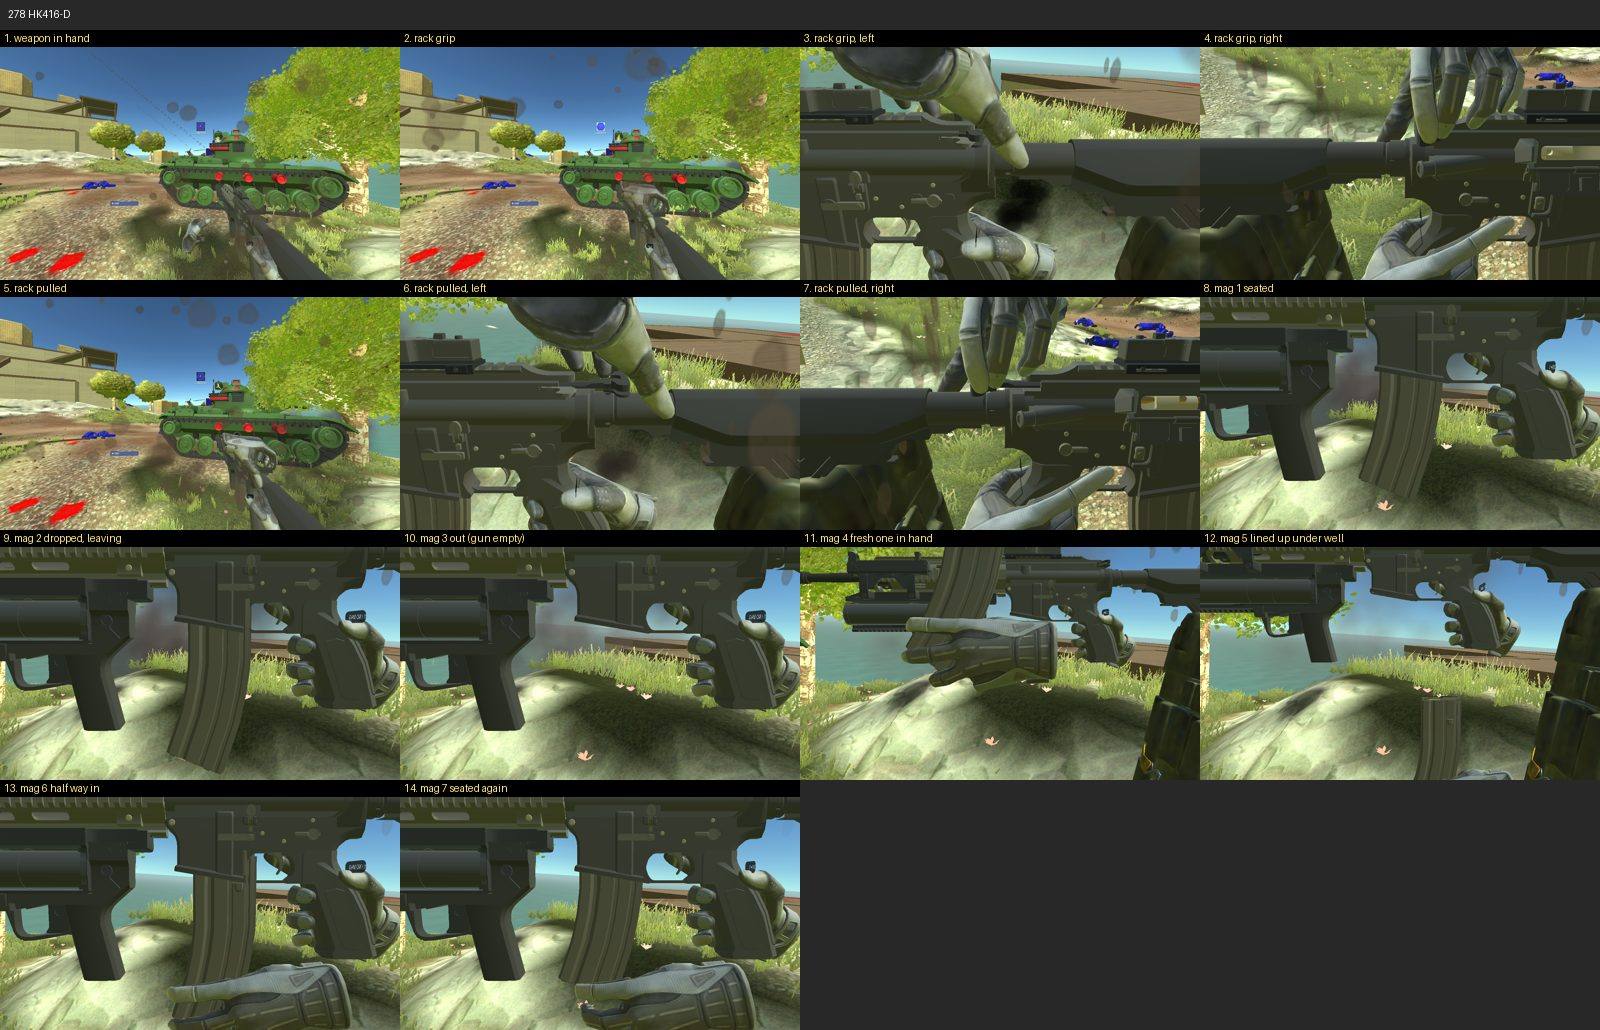 278 HK416-D
1. weapon in hand
2. rack grip
3. rack grip, left
4. rack grip, right
5. rack pulled
6. rack pulled, left
7. rack pulled, right
8. mag 1 seated
9. mag 2 dropped, leaving
10. mag 3 out (gun empty)
11. mag 4 fresh one in hand
12. mag 5 lined up under well
13. mag 6 half way in
14. mag 7 seated again